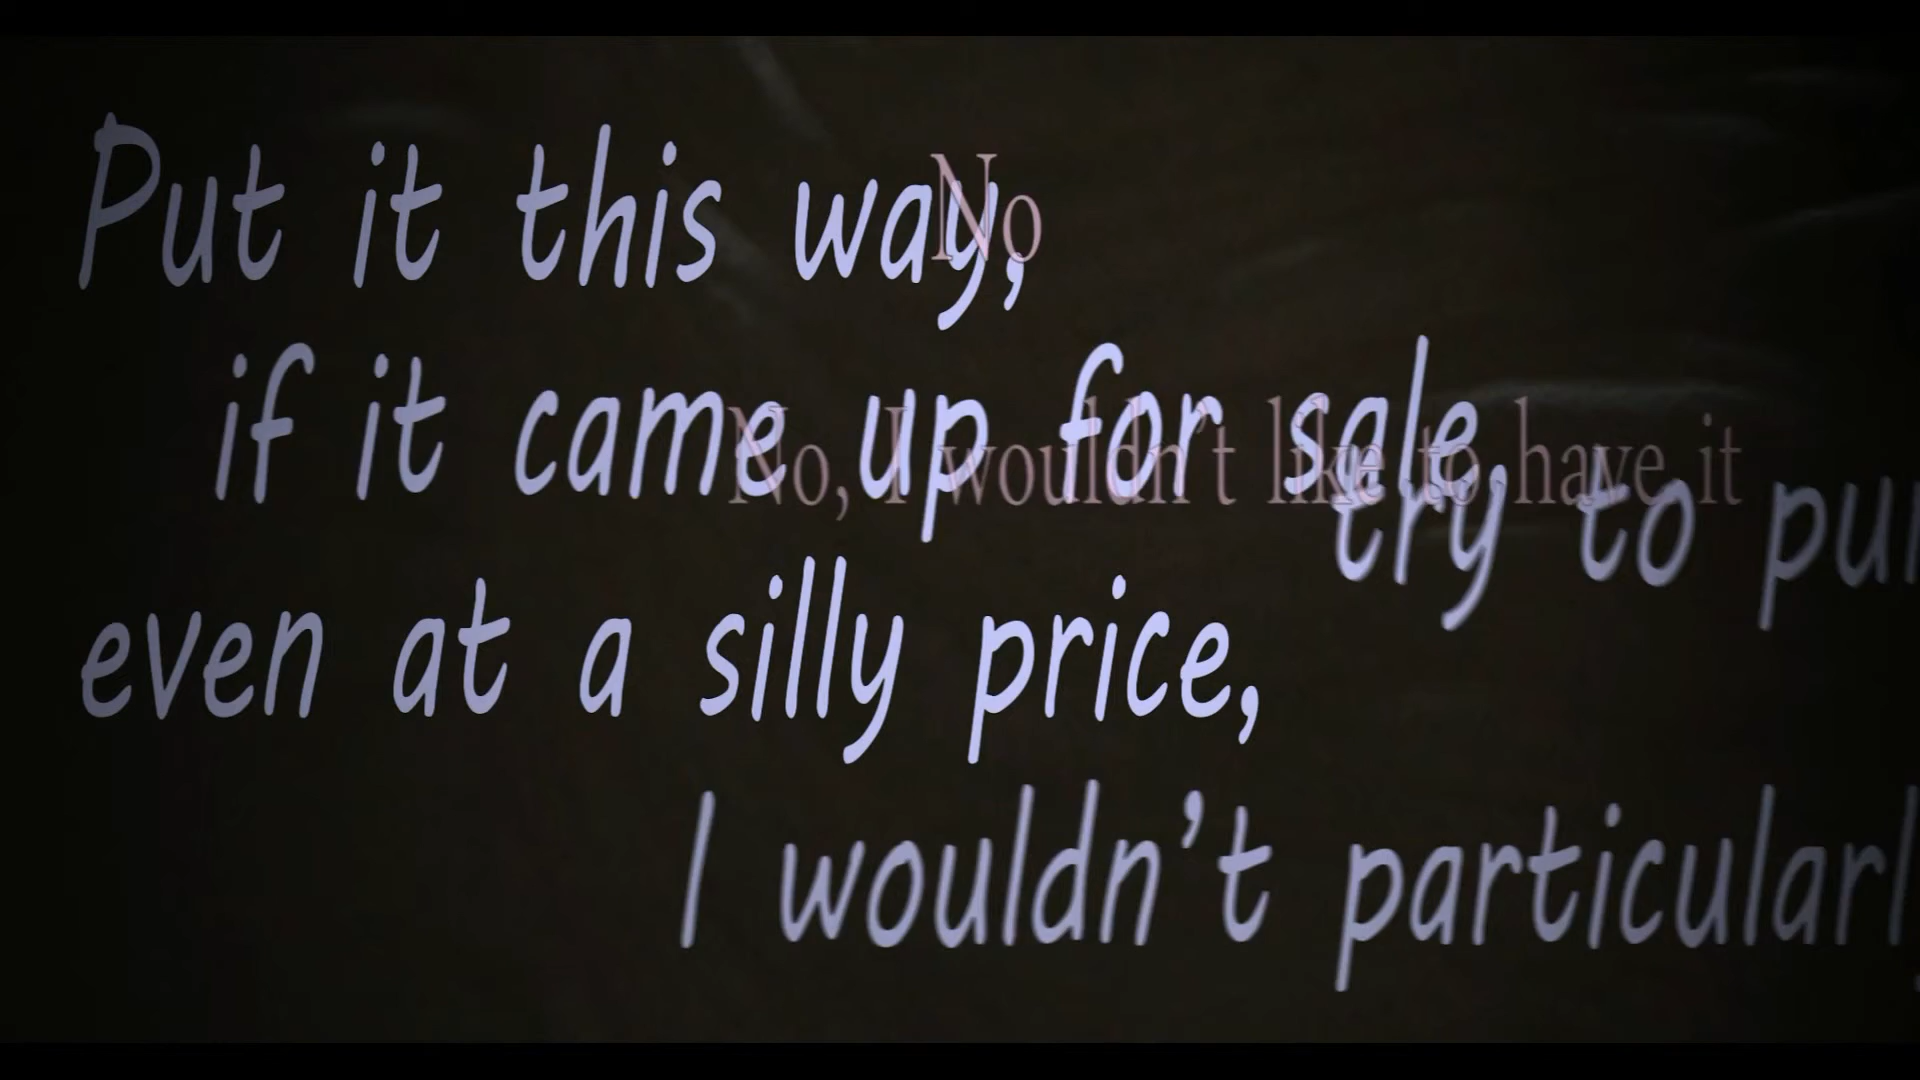 Put it this way,
No
if it came up for sale,
No, I wouldn't like to have it
try to
even at a silly price,
I wouldn't particularl